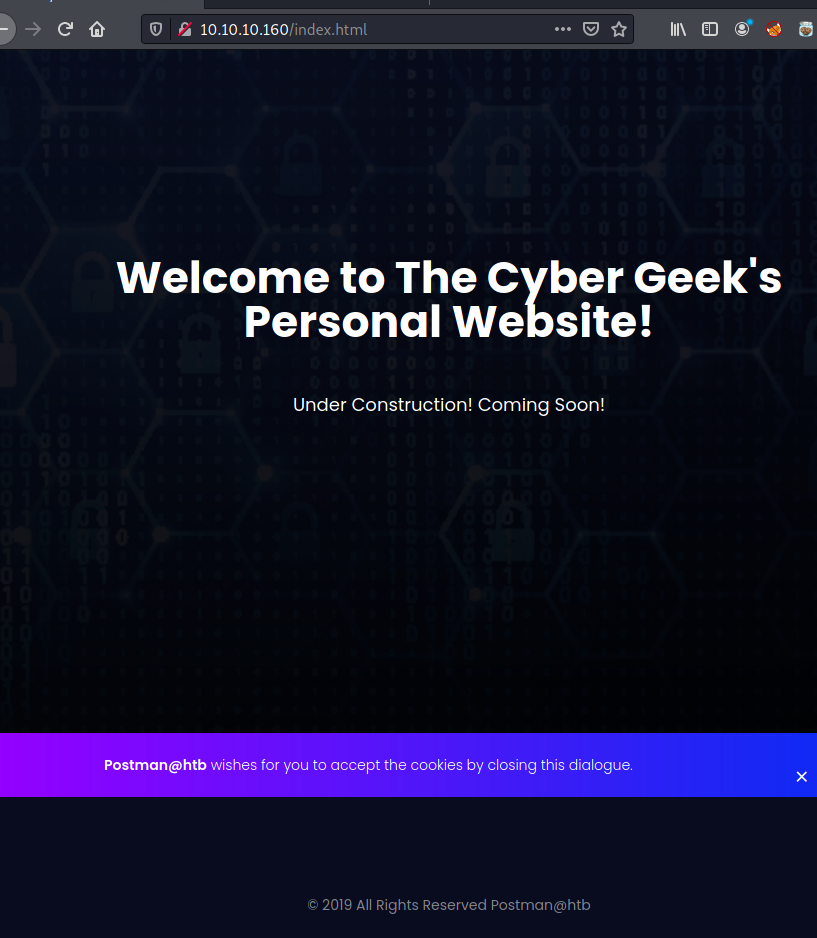 10.10.10.160/index.html
Welcome to The Cyber Geek's
Personal Website!
Under Construction! Coming Soon!
Postman@htb wishes for you to accept the cookies by closing this dialogue.
© 2019 All Rights Reserved Postman@htb